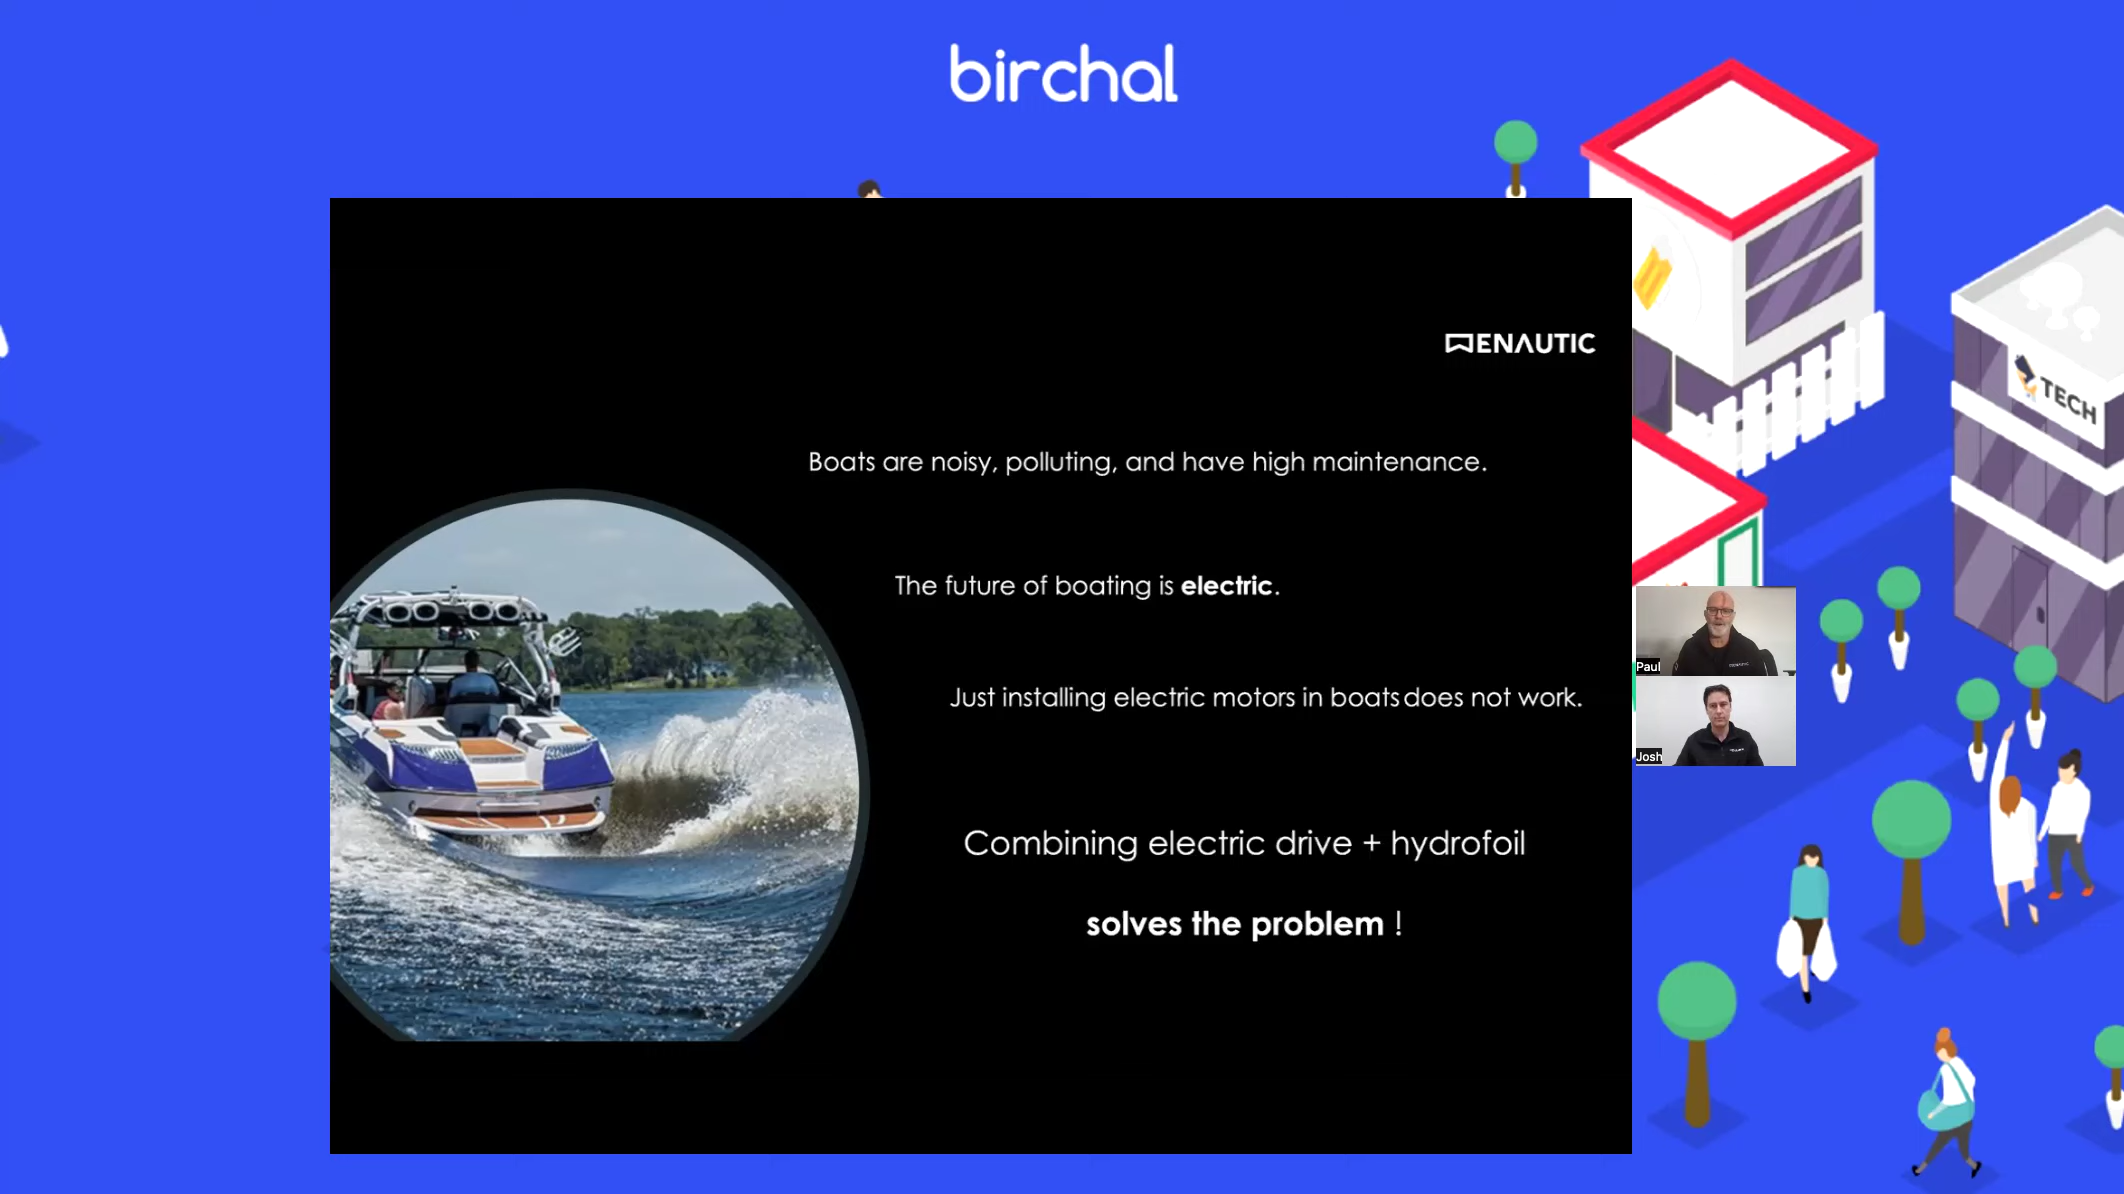 birchal
ENAUTIC
Boats are noisy, polluting, and have high maintenance.
The future of boating is electric.
Just installing electric motors in boats does not work.
Combining electric drive + hydrofoil
solves the problem !
TECH
Paul
Josh